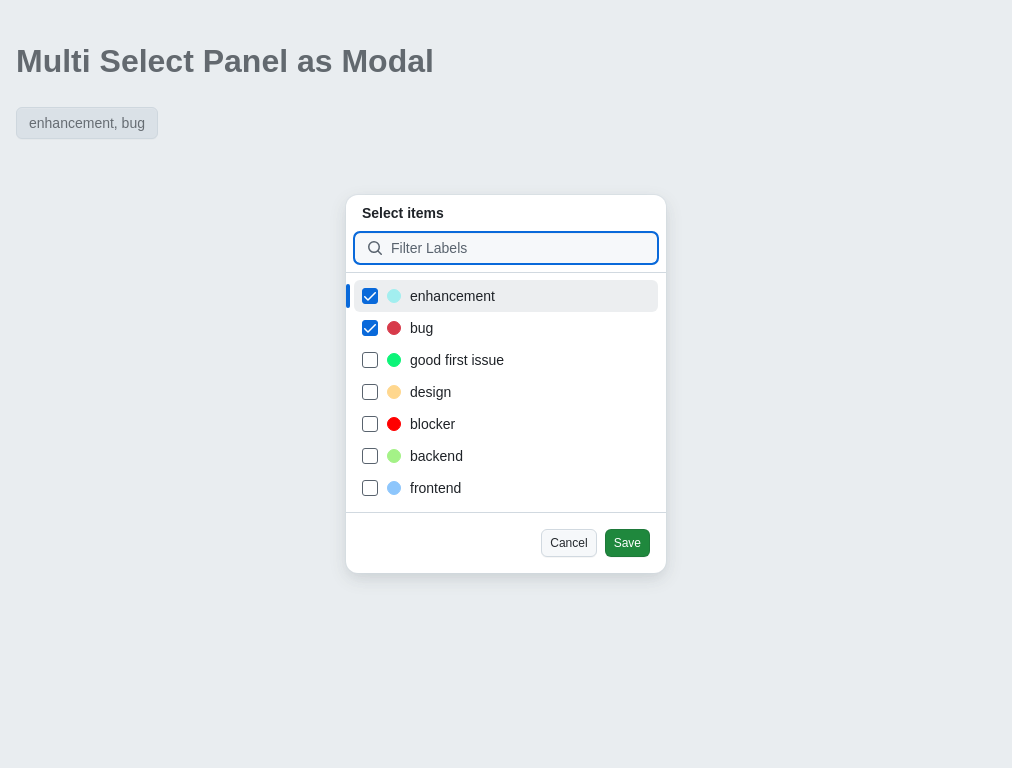 Multi Select Panel as Modal
enhancement, bug
Select items
Filter Labels
enhancement
bug
good first issue
design
blocker
backend
frontend
Cancel Save